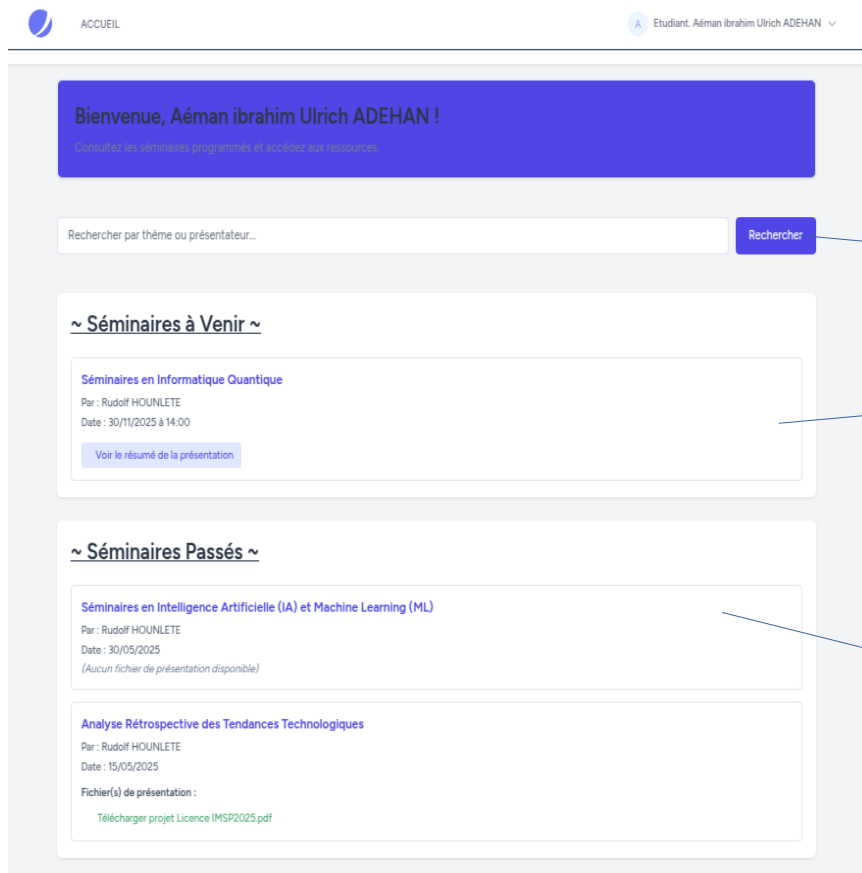 ACCUEIL
A Etudiant. Aéman ibrahim Ulrich ADEHAN
Bienvenue, Aéman ibrahim Ulrich ADEHAN !
Consultez les séminaires programmés et accédez aux ressources.
Rechercher par thème ou présentateur...
Rechercher
~ Séminaires à Venir ~
Séminaires en Informatique Quantique
Par : Rudolf HOUNLETE
Date : 30/11/2025 à 14:00
Voir le résumé de la présentation
~ Séminaires Passés ~
Séminaires en Intelligence Artificielle (IA) et Machine Learning (ML)
Par : Rudolf HOUNLETE
Date : 30/05/2025
(Aucun fichier de présentation disponible)
Analyse Rétrospective des Tendances Technologiques
Par : Rudolf HOUNLETE
Date : 15/05/2025
Fichier(s) de présentation :
Télécharger projet Licence IMSP2025.pdf